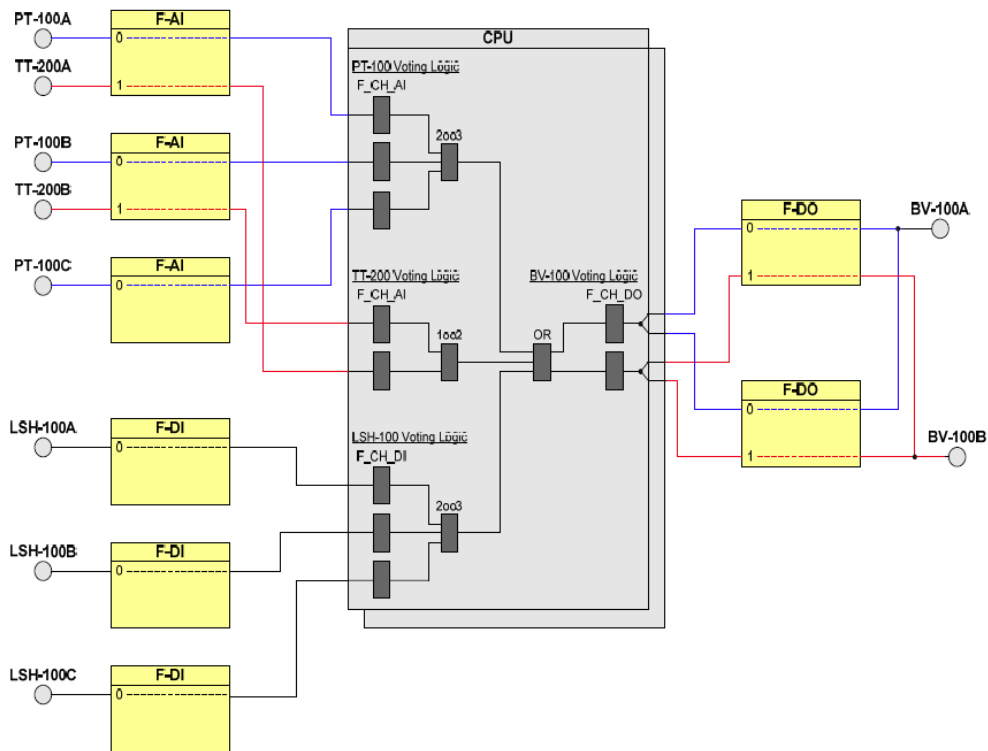 PT-100A
F-AI
0
TT-200A
1
PT-100B
F-AI
0
TT-200B
1
PT-100C
F-AI
0
LSH-100A
F-DI
0
LSH-100B
F-DI
0
LSH-100C
F-DI
0
CPU
PT-100 Voting Logic
F_CH_AI
2oo3
TT-200 Voting Logic
F_CH_AI
1oo2
LSH-100 Voting Logic
F_CH_DI
2oo3
BV-100 Voting Logic
F_CH_DO
OR
F-DO
0
1
BV-100A
F-DO
0
1
BV-100B